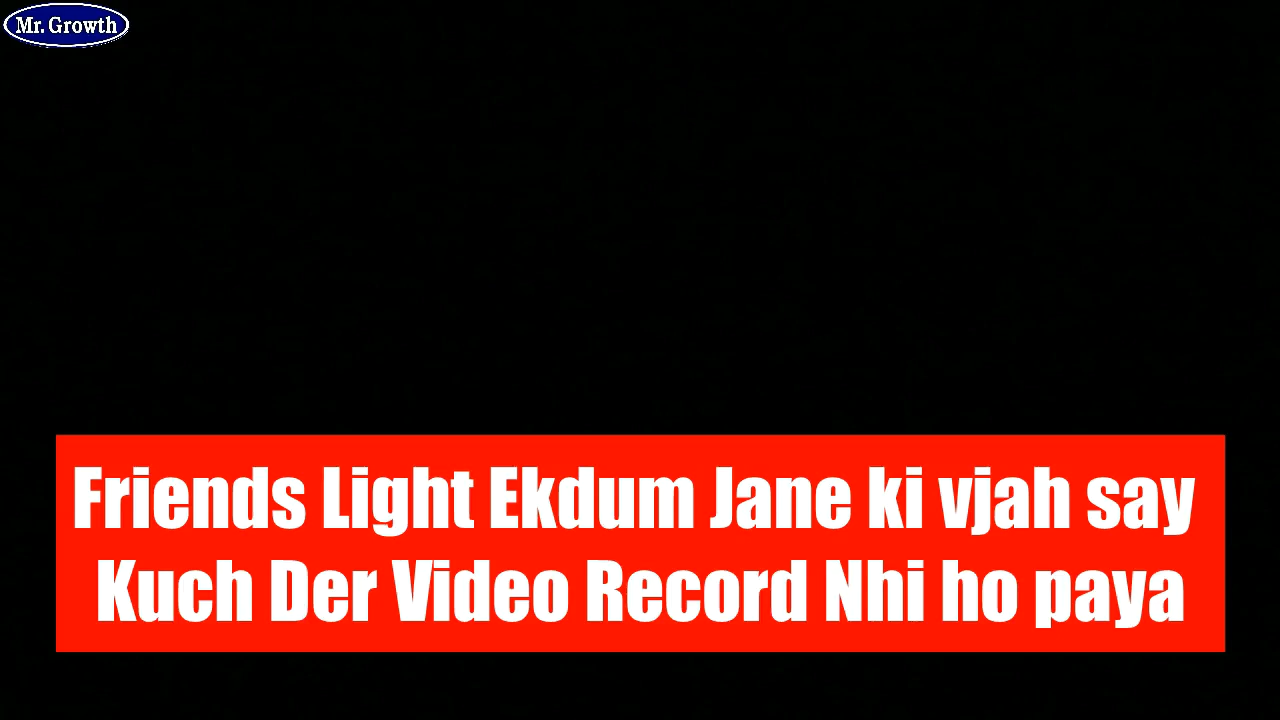 Mr. Growth
Friends Light Ekdum Jane ki vjah say
Kuch Der Video Record Nhi ho paya